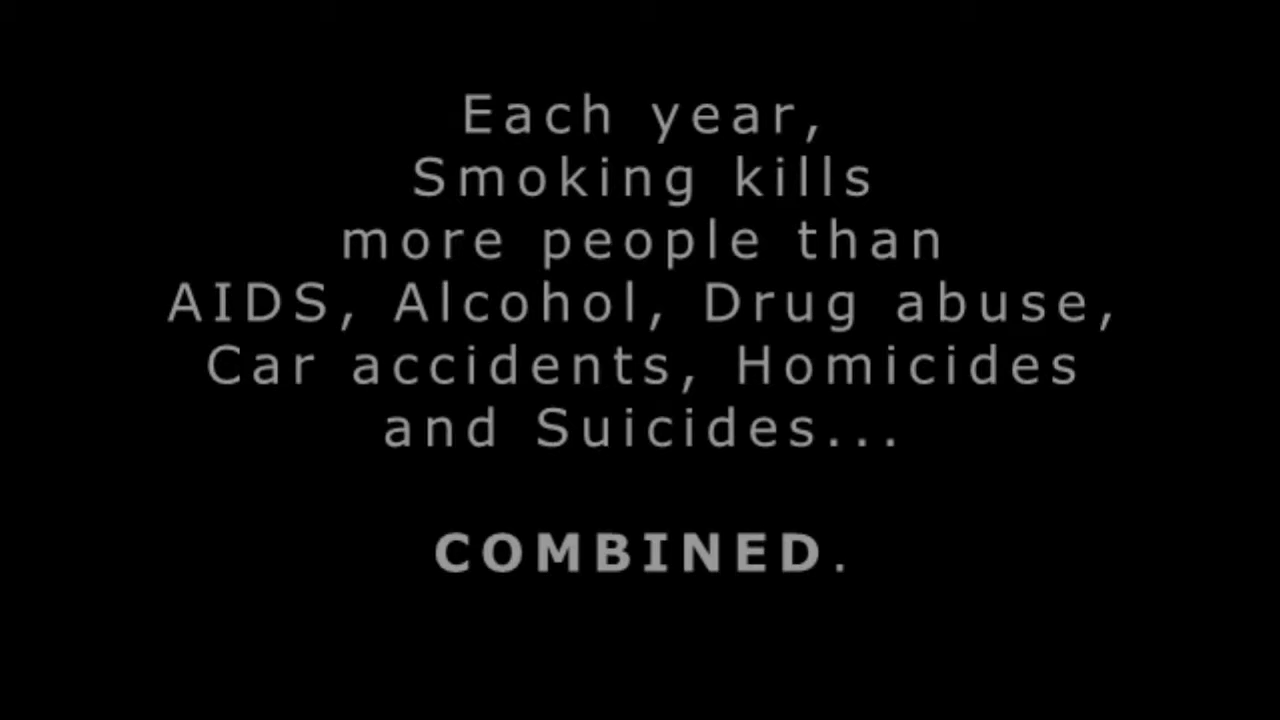 Each year,
Smoking kills
more people than
AIDS, Alcohol, Drug abuse,
Car accidents, Homicides
and Suicides...
COMBINED.